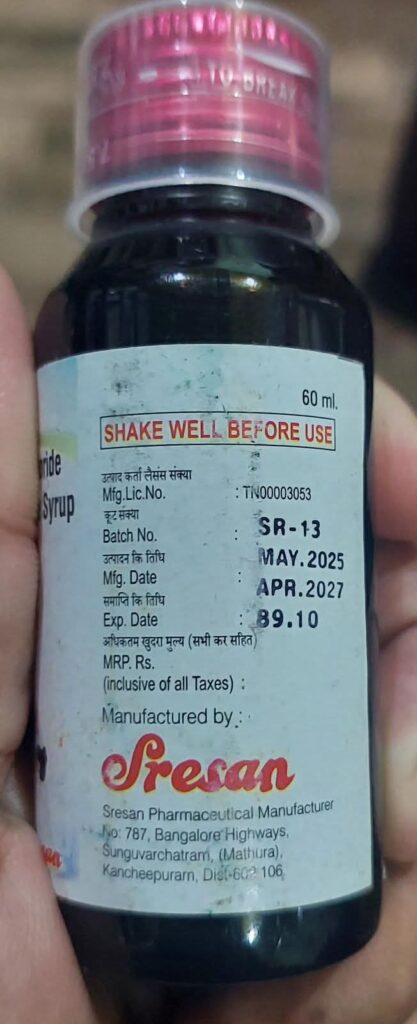 TO BREAK
60 ml.
SHAKE WELL BEFORE USE
oride
Syrup
उत्पाद कर्ता लैसंस संख्या
Mfg.Lic.No. : TN00003053
कूट संख्या
Batch No. : SR-13
उत्पादन कि तिथि
Mfg. Date : MAY.2025
समाप्ति कि तिथि
Exp. Date : APR.2027
89.10
अधिकतम खुदरा मुल्य (सभी कर सहित)
MRP. Rs.
(inclusive of all Taxes) :
Manufactured by :
Sresan
Sresan Pharmaceutical Manufacturer
No: 787, Bangalore Highways,
Sunguvarchatram, (Mathura),
Kancheepuram, Dist-602 106